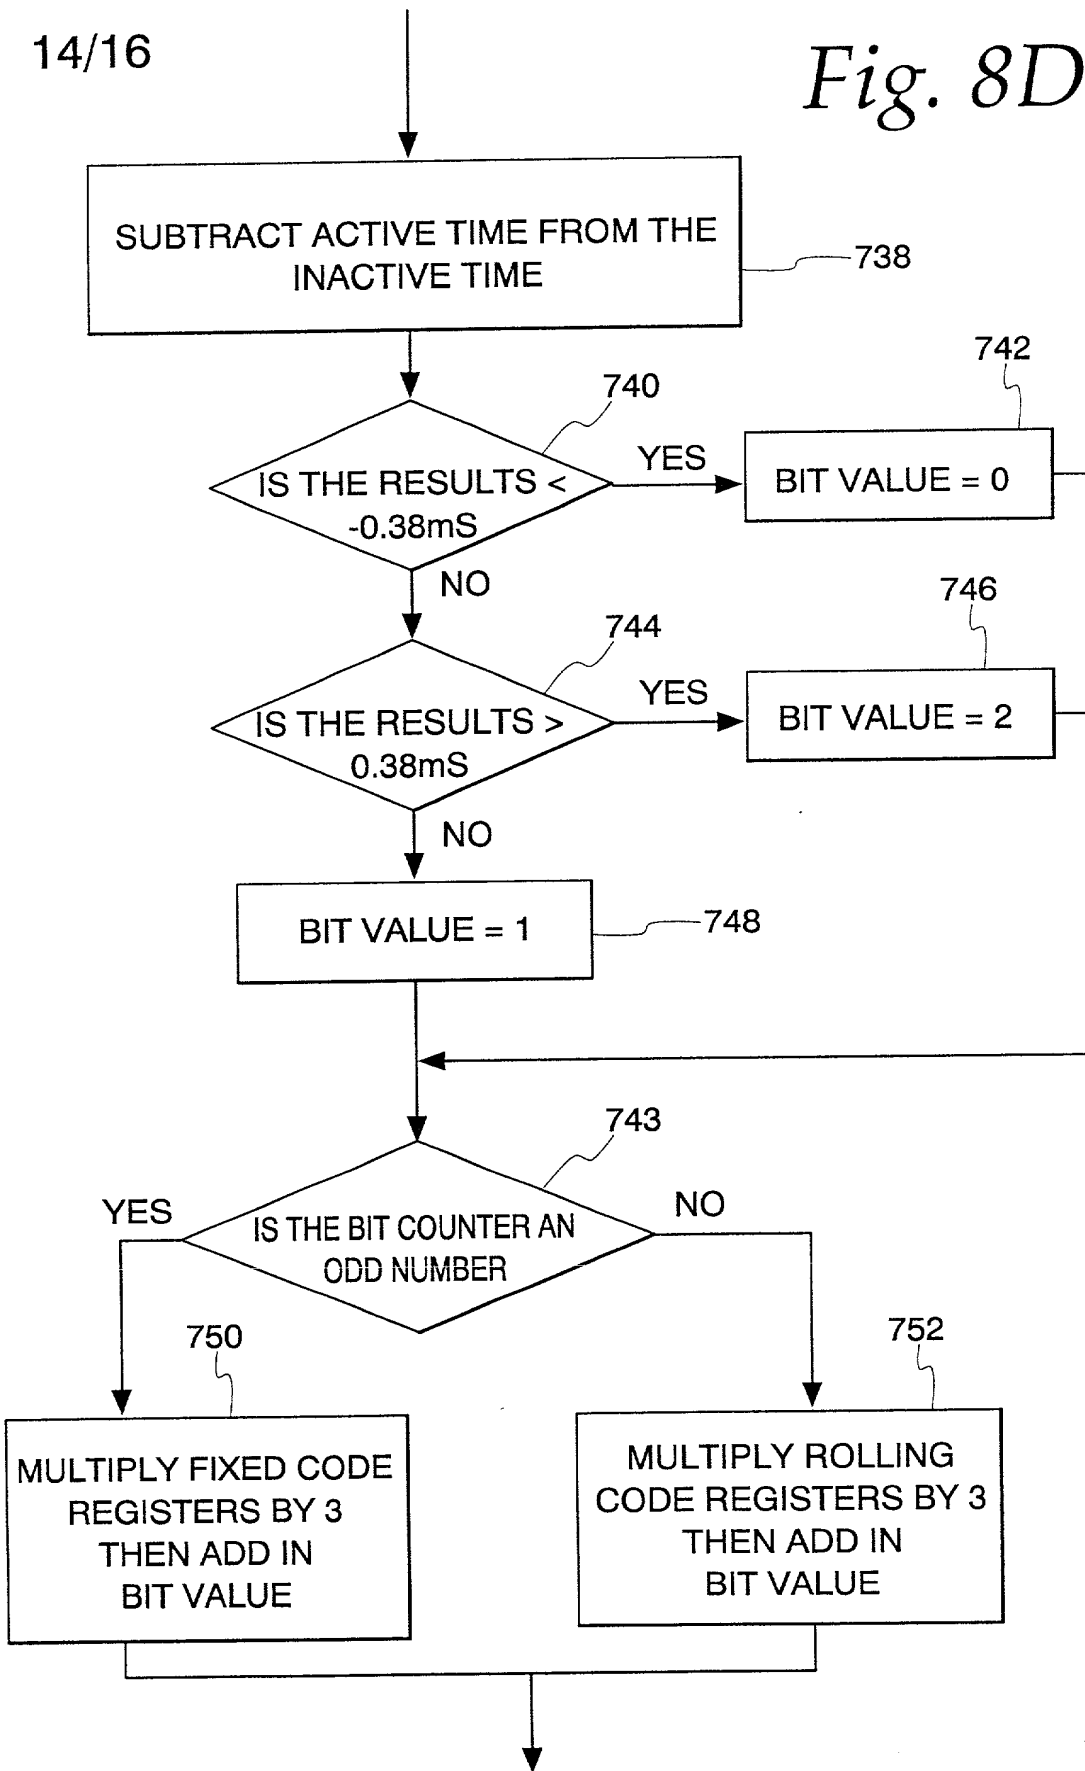 14/16
Fig. 8D
SUBTRACT ACTIVE TIME FROM THE
INACTIVE TIME
738
740
742
IS THE RESULTS <
-0.38mS
YES
BIT VALUE = 0
NO
744
746
IS THE RESULTS >
0.38mS
YES
BIT VALUE = 2
NO
BIT VALUE = 1
748
743
YES
IS THE BIT COUNTER AN
ODD NUMBER
NO
750
752
MULTIPLY FIXED CODE
REGISTERS BY 3
THEN ADD IN
BIT VALUE
MULTIPLY ROLLING
CODE REGISTERS BY 3
THEN ADD IN
BIT VALUE